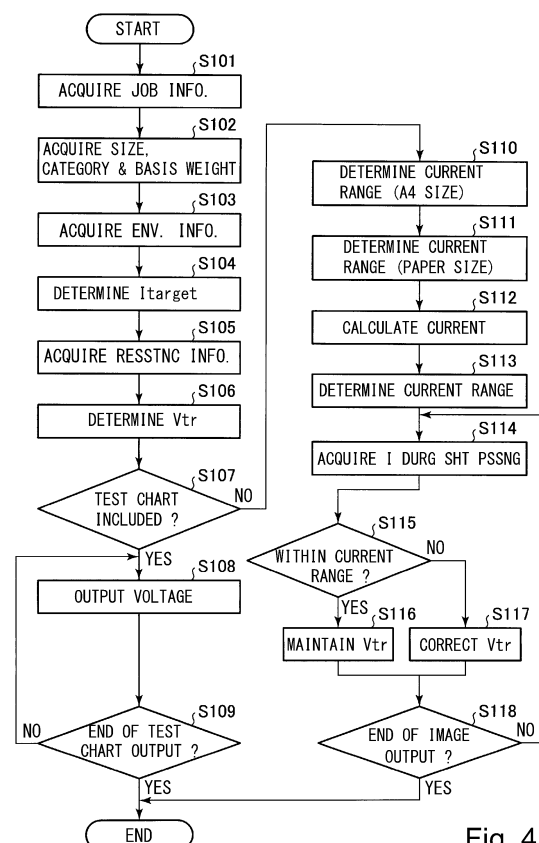 START
S101
ACQUIRE JOB INFO.
S102
ACQUIRE SIZE,
CATEGORY & BASIS WEIGHT
S103
ACQUIRE ENV. INFO.
S104
DETERMINE Itarget
S105
ACQUIRE RESSTNC INFO.
S106
DETERMINE Vtr
S107
TEST CHART
INCLUDED ?
NO
YES
S108
OUTPUT VOLTAGE
S109
END OF TEST
CHART OUTPUT ?
NO
YES
END
S110
DETERMINE CURRENT
RANGE (A4 SIZE)
S111
DETERMINE CURRENT
RANGE (PAPER SIZE)
S112
CALCULATE CURRENT
S113
DETERMINE CURRENT RANGE
S114
ACQUIRE I DURG SHT PSSNG
S115
WITHIN CURRENT
RANGE ?
NO
YES
S116
MAINTAIN Vtr
S117
CORRECT Vtr
S118
END OF IMAGE
OUTPUT ?
NO
YES
Fig. 4